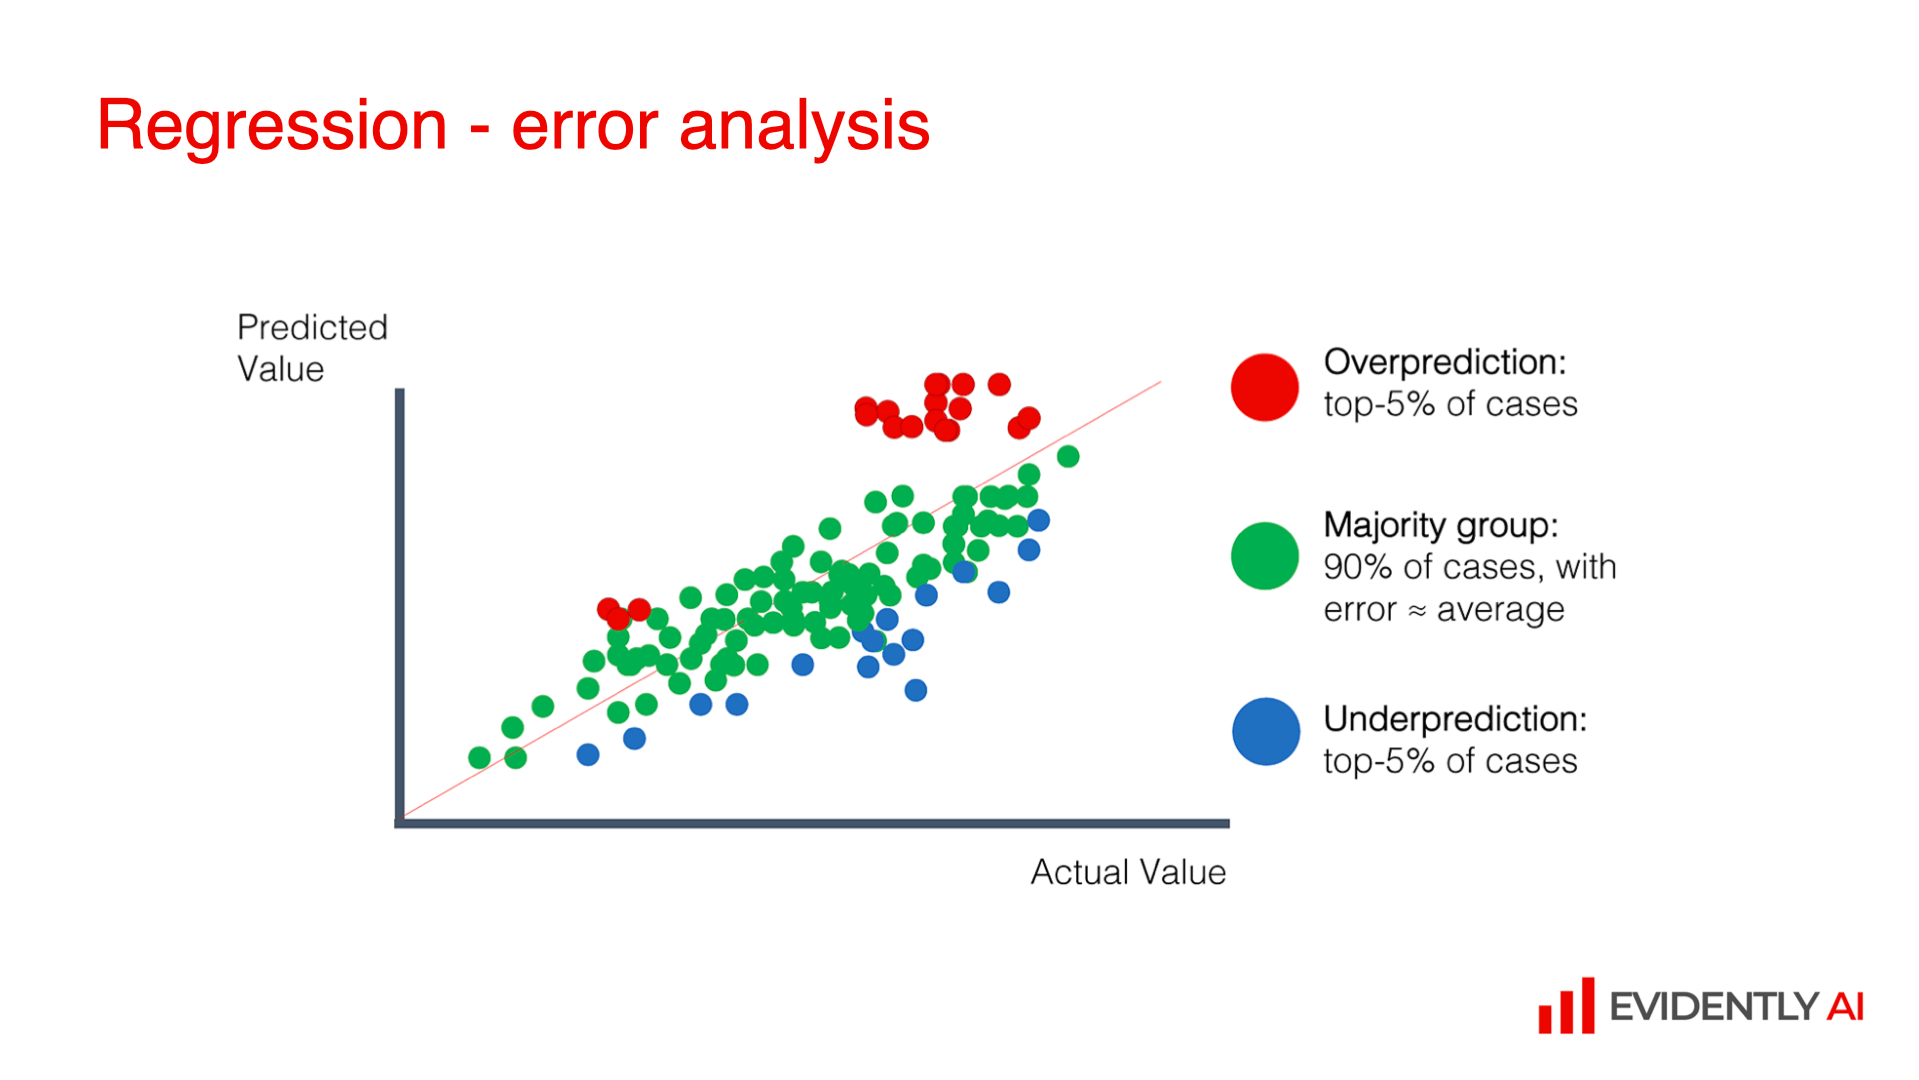 Regression - error analysis
Predicted
Value
Actual Value
Overprediction:
top-5% of cases
Majority group:
90% of cases, with
error ≈ average
Underprediction:
top-5% of cases
EVIDENTLY AI